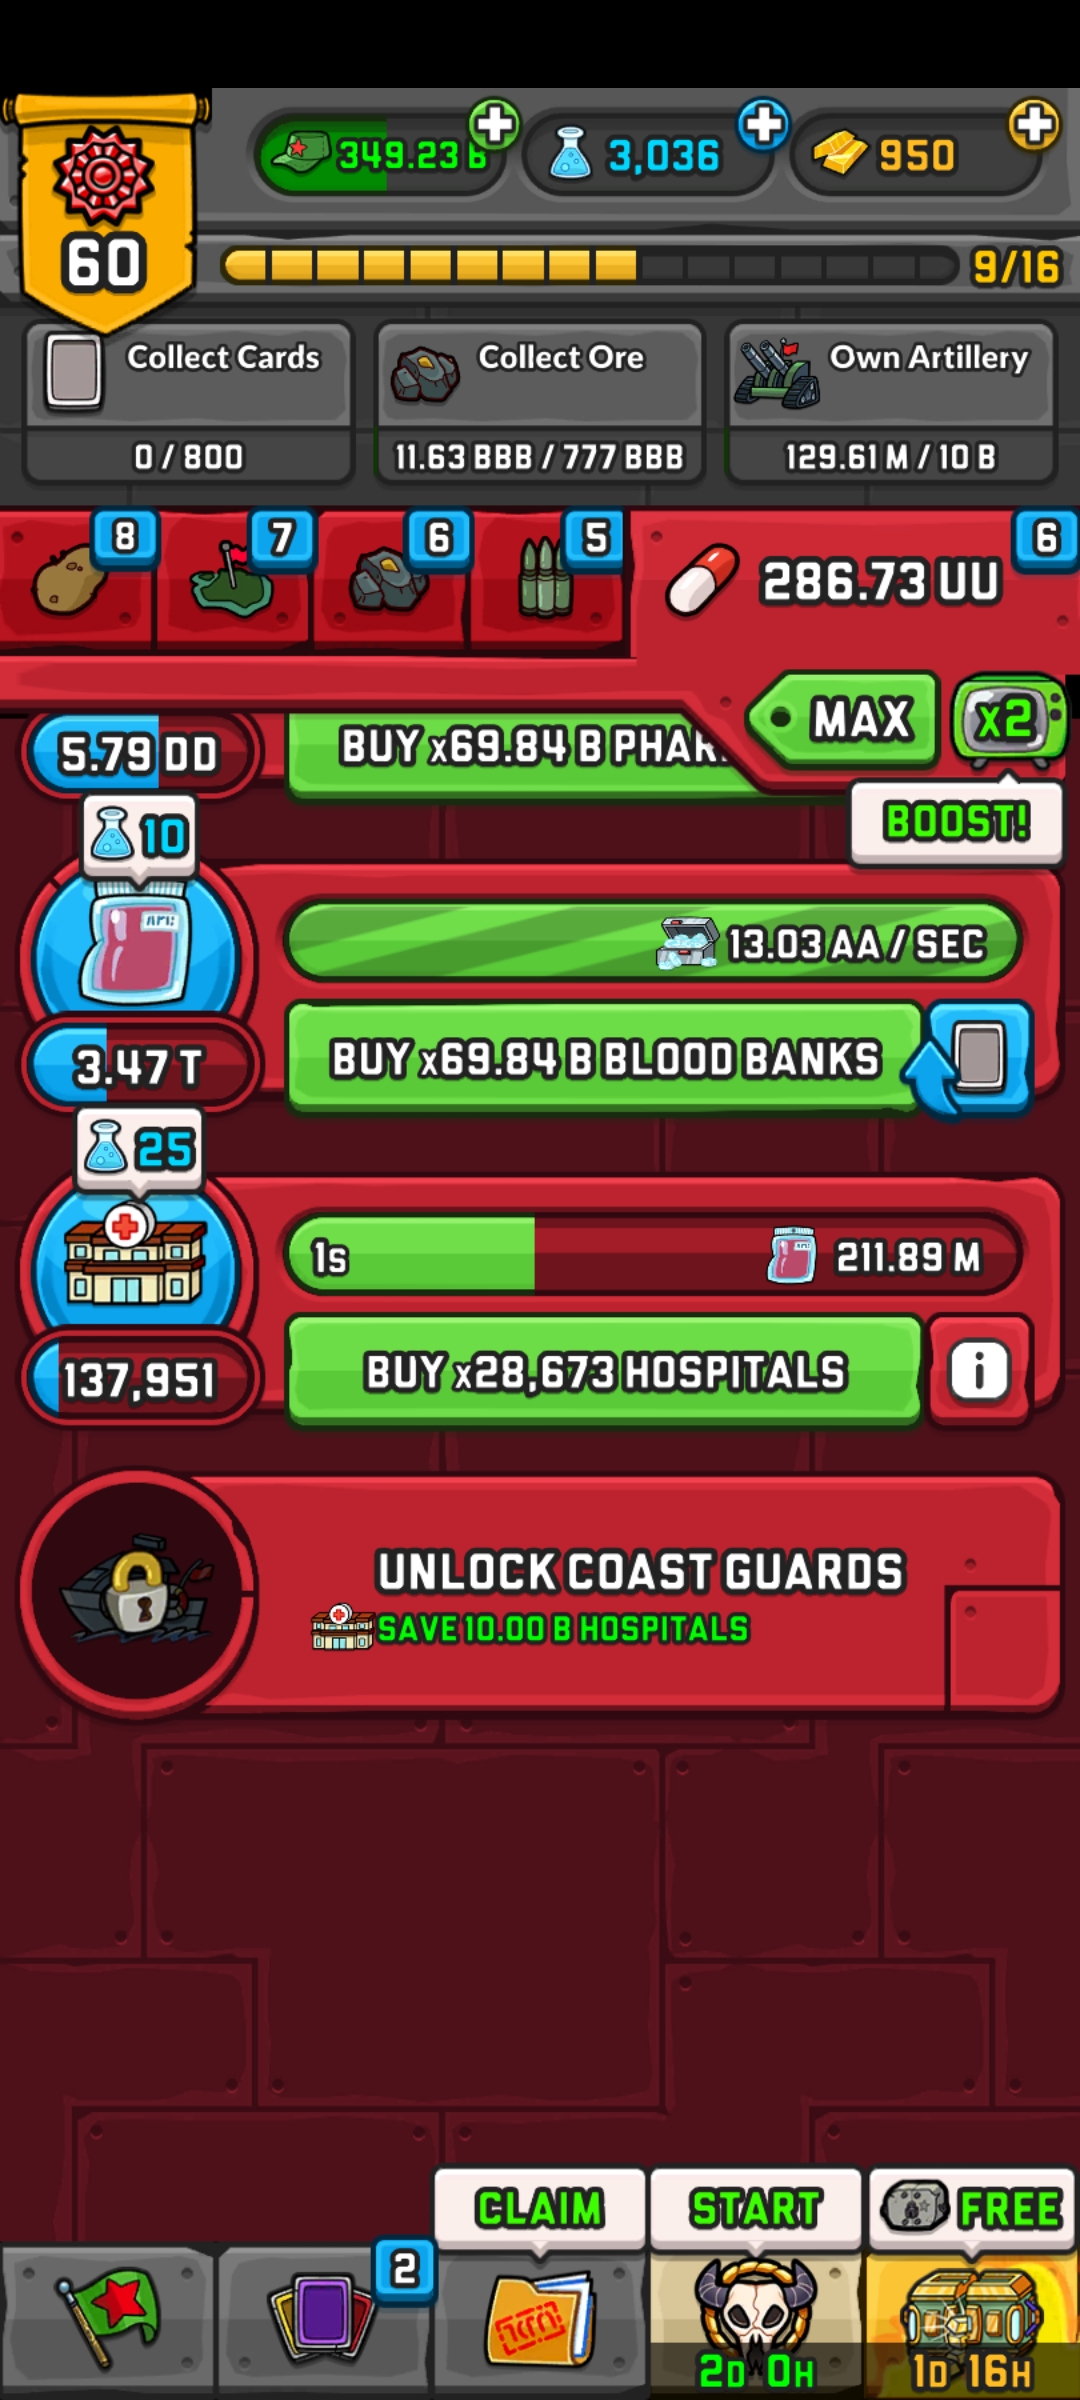 60
349.23 B
3,036
950
9/16
Collect Cards
0 / 800
Collect Ore
11.63 BBB / 777 BBB
Own Artillery
129.61 M / 10 B
8
7
6
5
6
286.73 UU
MAX
x2
BOOST!
5.79 DD
BUY x69.84 B PHAR
10
13.03 AA / SEC
3.47 T
BUY x69.84 B BLOOD BANKS
25
1s
211.89 M
137,951
BUY x28,673 HOSPITALS
i
UNLOCK COAST GUARDS
SAVE 10.00 B HOSPITALS
CLAIM
START
FREE
2
2D 0H
1D 16H